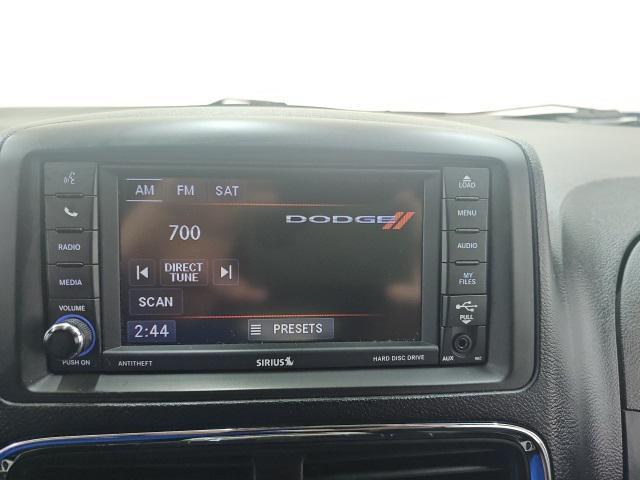 AM FM SAT
LOAD
MENU
RADIO
700
DODGE
AUDIO
MEDIA
DIRECT
TUNE
MY
FILES
VOLUME
SCAN
PULL
2:44
PRESETS
PUSH ON
ANTITHEFT
SIRIUS
HARD DISC DRIVE
AUX
MIC